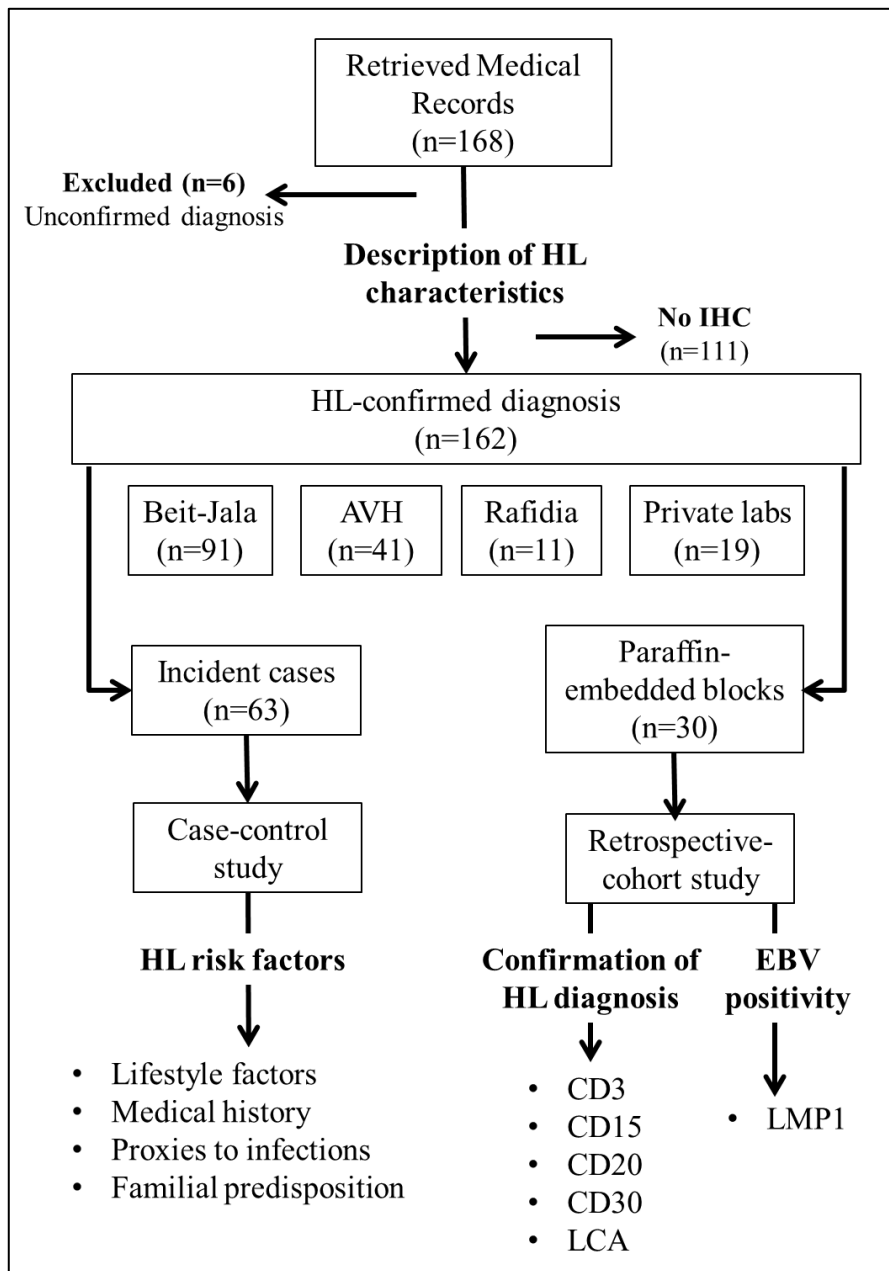 Retrieved Medical
Records
(n=168)
Excluded (n=6)
Unconfirmed diagnosis
Description of HL
characteristics
No IHC
(n=111)
HL-confirmed diagnosis
(n=162)
Beit-Jala
(n=91)
AVH
(n=41)
Rafidia
(n=11)
Private labs
(n=19)
Incident cases
(n=63)
Paraffin-
embedded blocks
(n=30)
Case-control
study
Retrospective-
cohort study
HL risk factors
Confirmation of
HL diagnosis
EBV
positivity
• Lifestyle factors
• Medical history
• Proxies to infections
• Familial predisposition
• CD3
• CD15
• CD20
• CD30
• LCA
• LMP1